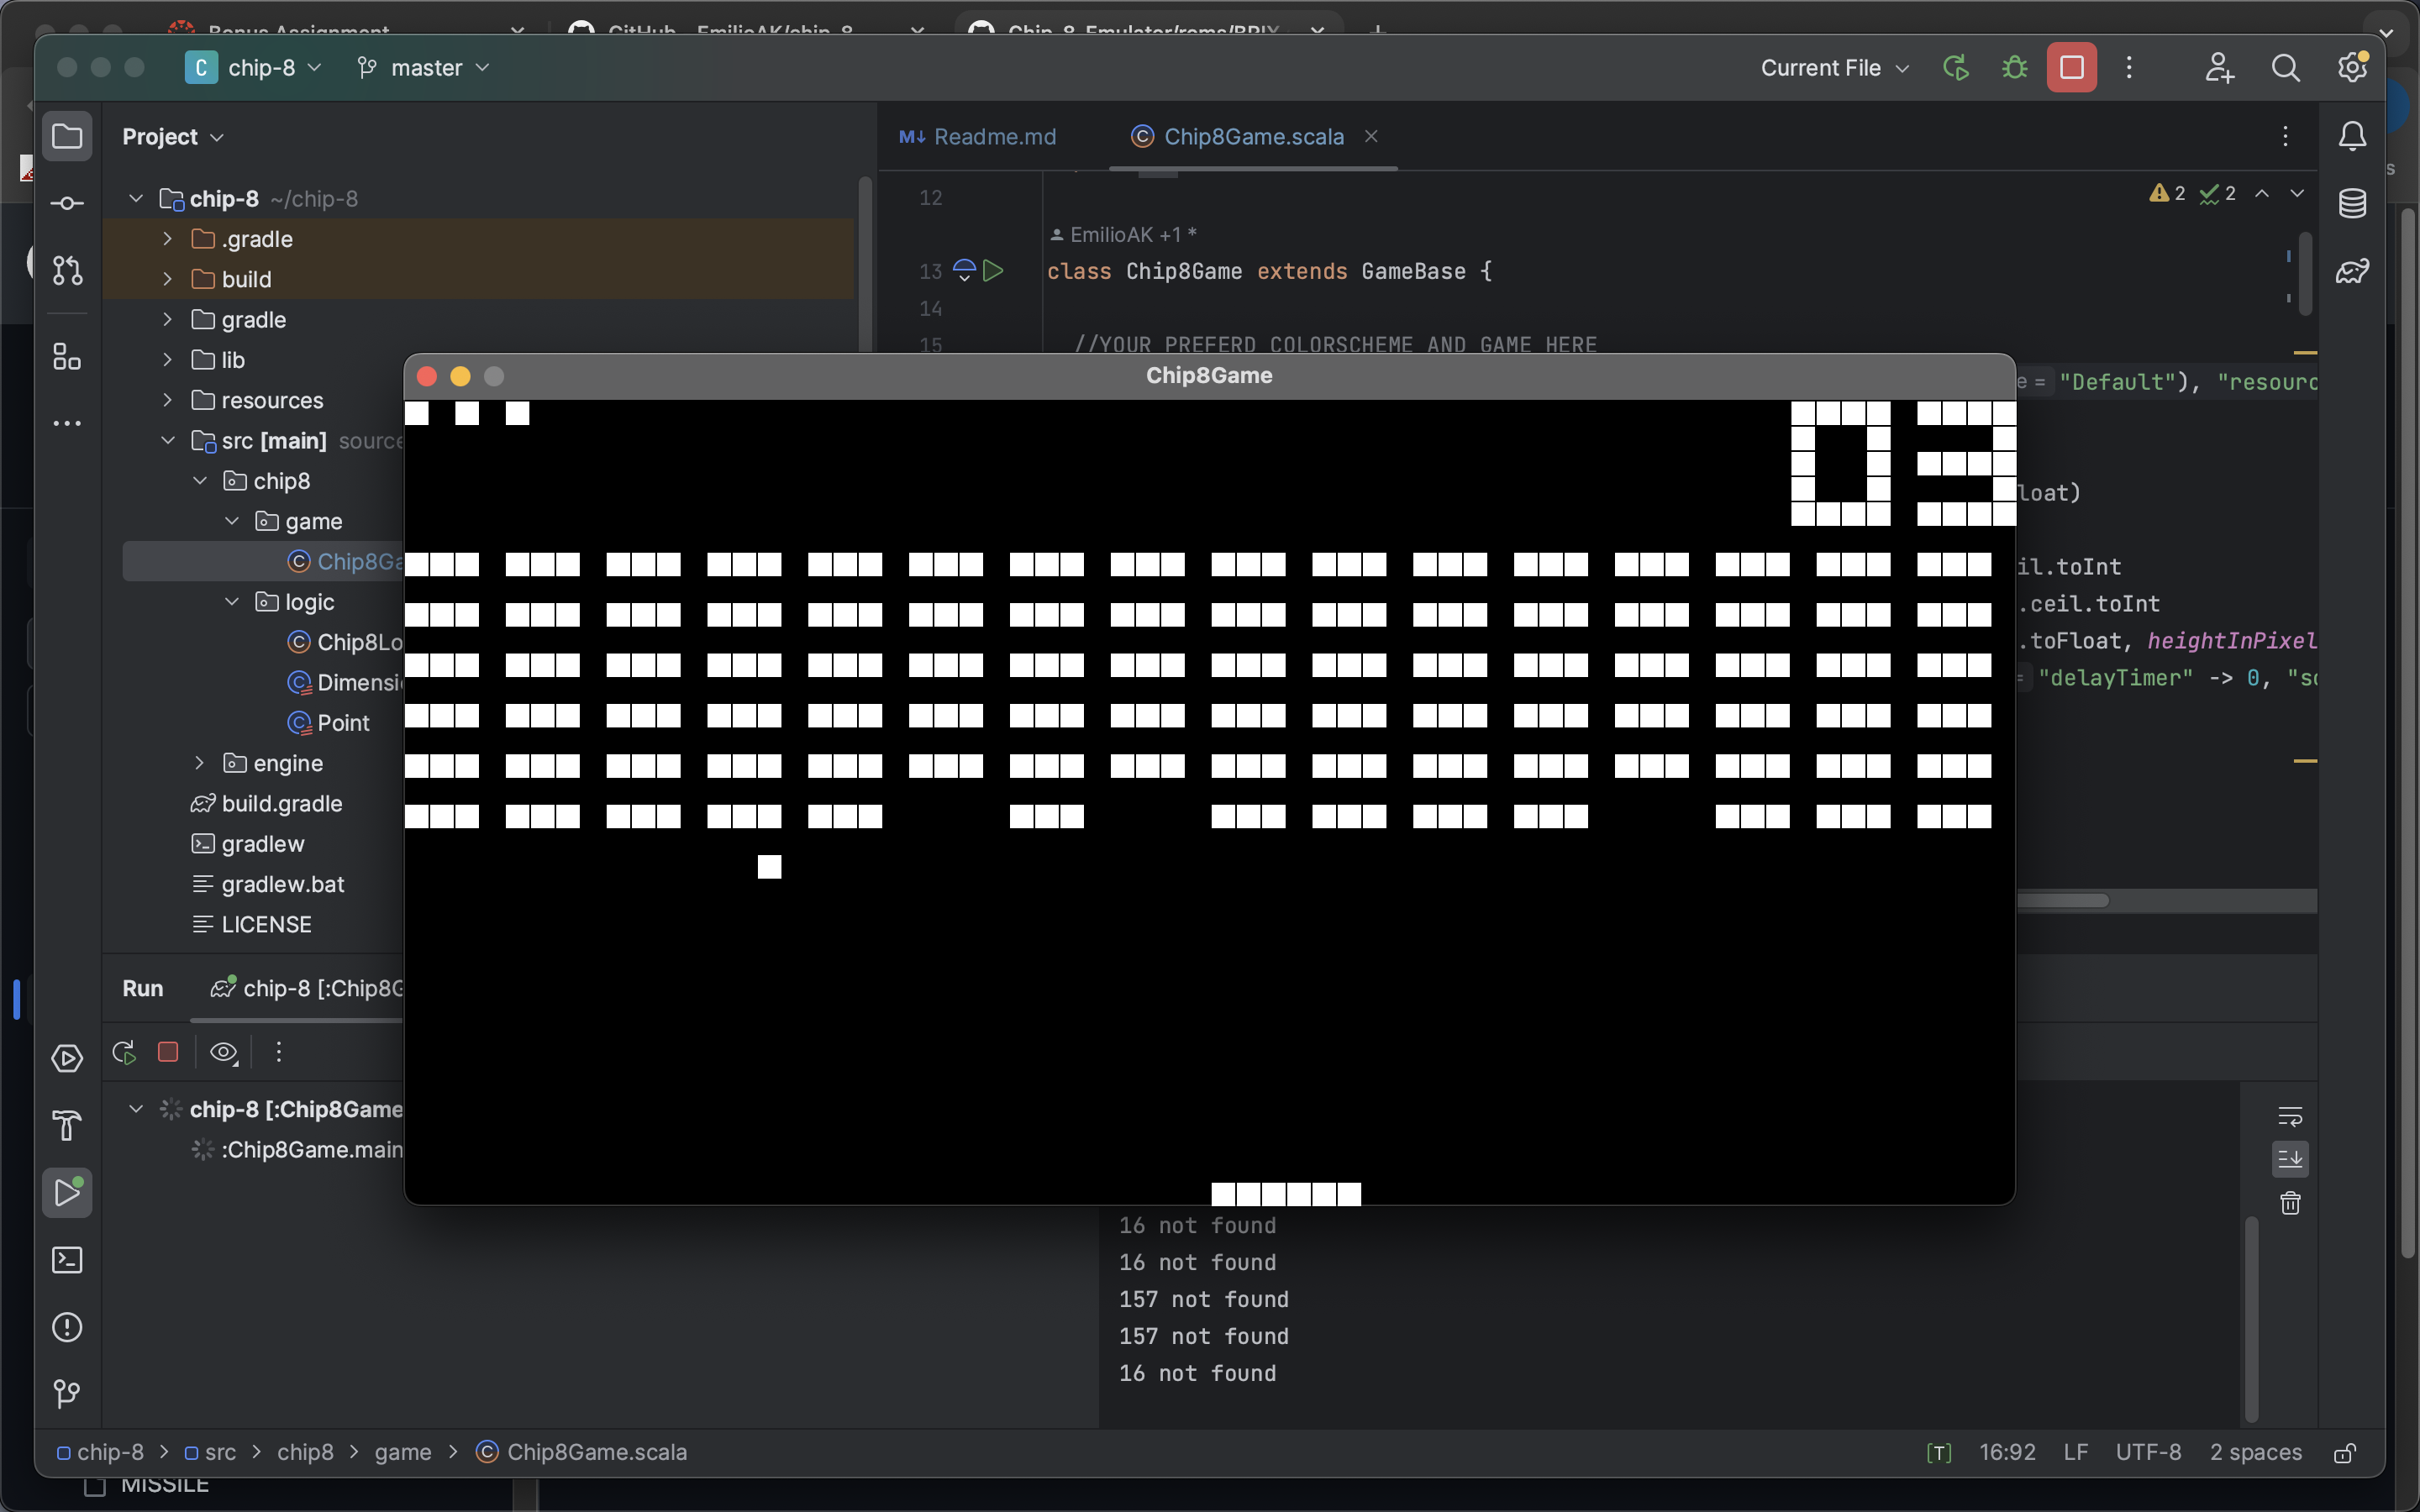 Bonus Assignment
GitHub - EmilioAK/chip_8
Chip-8-Emulator/roms/BRIX
C chip-8
master
Current File
Project
chip-8 ~/chip-8
.gradle
build
gradle
lib
resources
src [main] source
chip8
game
Chip8Ga
logic
Chip8Lo
Dimensi
Point
engine
build.gradle
gradlew
gradlew.bat
LICENSE
M↓ Readme.md
Chip8Game.scala
2 2
12
EmilioAK +1 *
13 class Chip8Game extends GameBase {
14
15 //YOUR PREFERD COLORSCHEME AND GAME HERE
e = "Default"), "resourc
loat)
il.toInt
.ceil.toInt
.toFloat, heightInPixel
= "delayTimer" -> 0, "so
Chip8Game
03
Run
chip-8 [:Chip8G
chip-8 [:Chip8Game
:Chip8Game.main
16 not found
16 not found
157 not found
157 not found
16 not found
chip-8 > src > chip8 > game > Chip8Game.scala
[T] 16:92 LF UTF-8 2 spaces
MISSILE